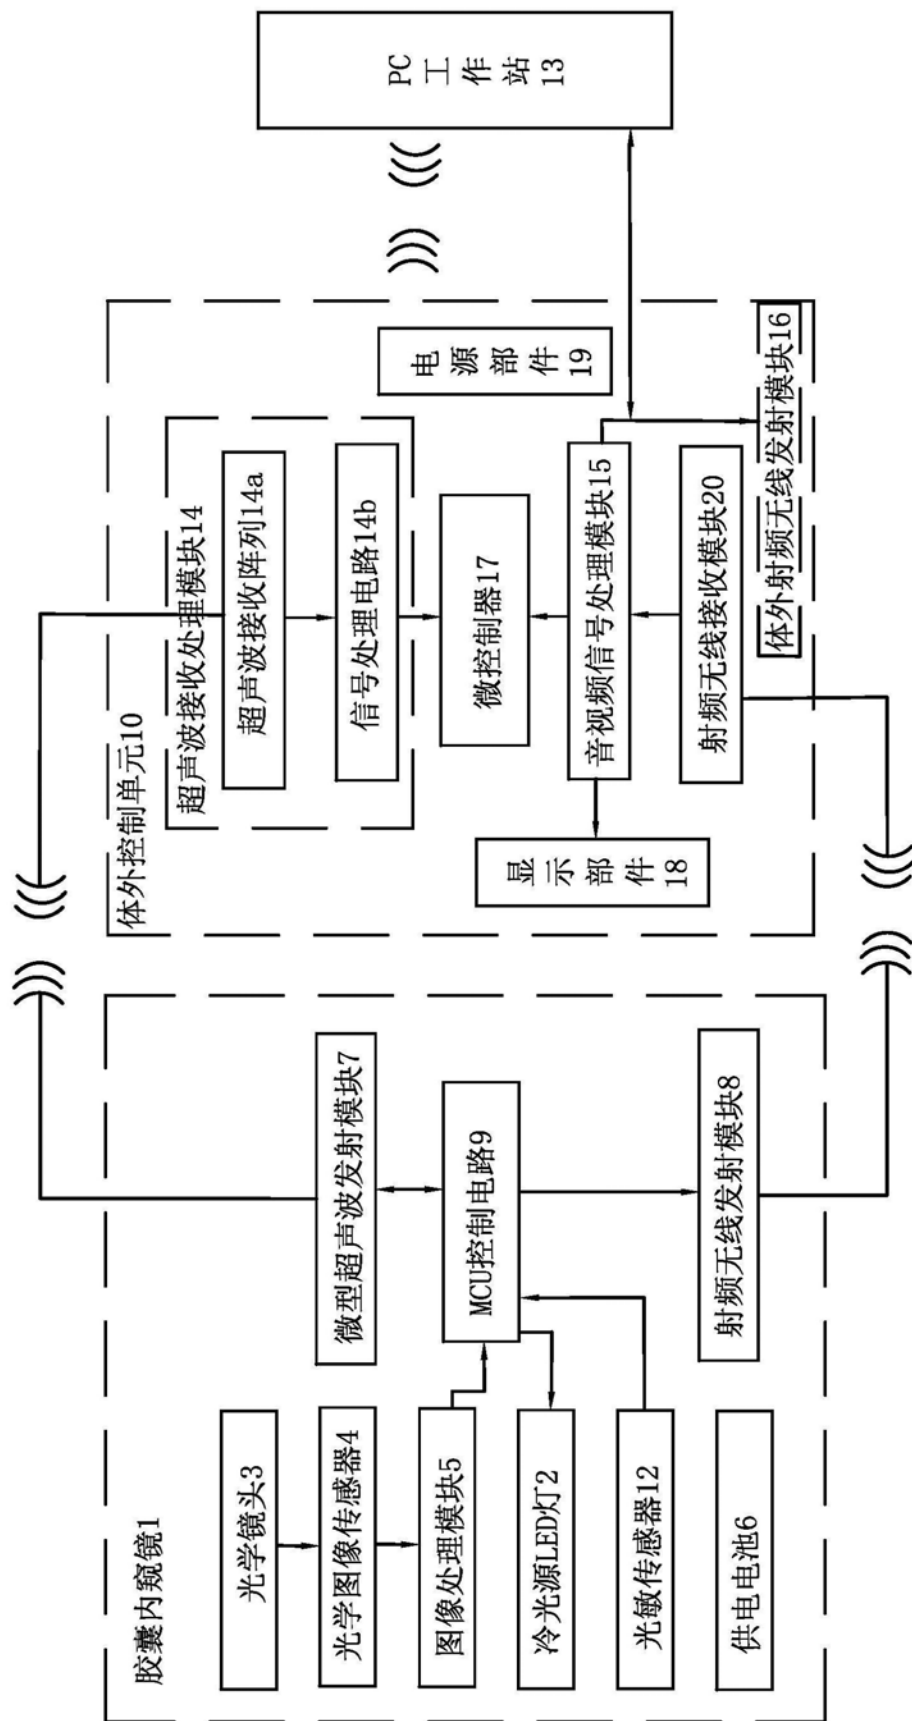 胶囊内窥镜1
光学镜头3
光学图像传感器4
图像处理模块5
冷光源LED灯2
光敏传感器12
供电电池6
微型超声波发射模块7
MCU控制电路9
射频无线发射模块8
体外控制单元10
超声波接收处理模块14
超声波接收阵列14a
信号处理电路14b
微控制器17
显示部件18
音视频信号处理模块15
射频无线接收模块20
电源部件19
体外射频无线发射模块16
PC工作站13